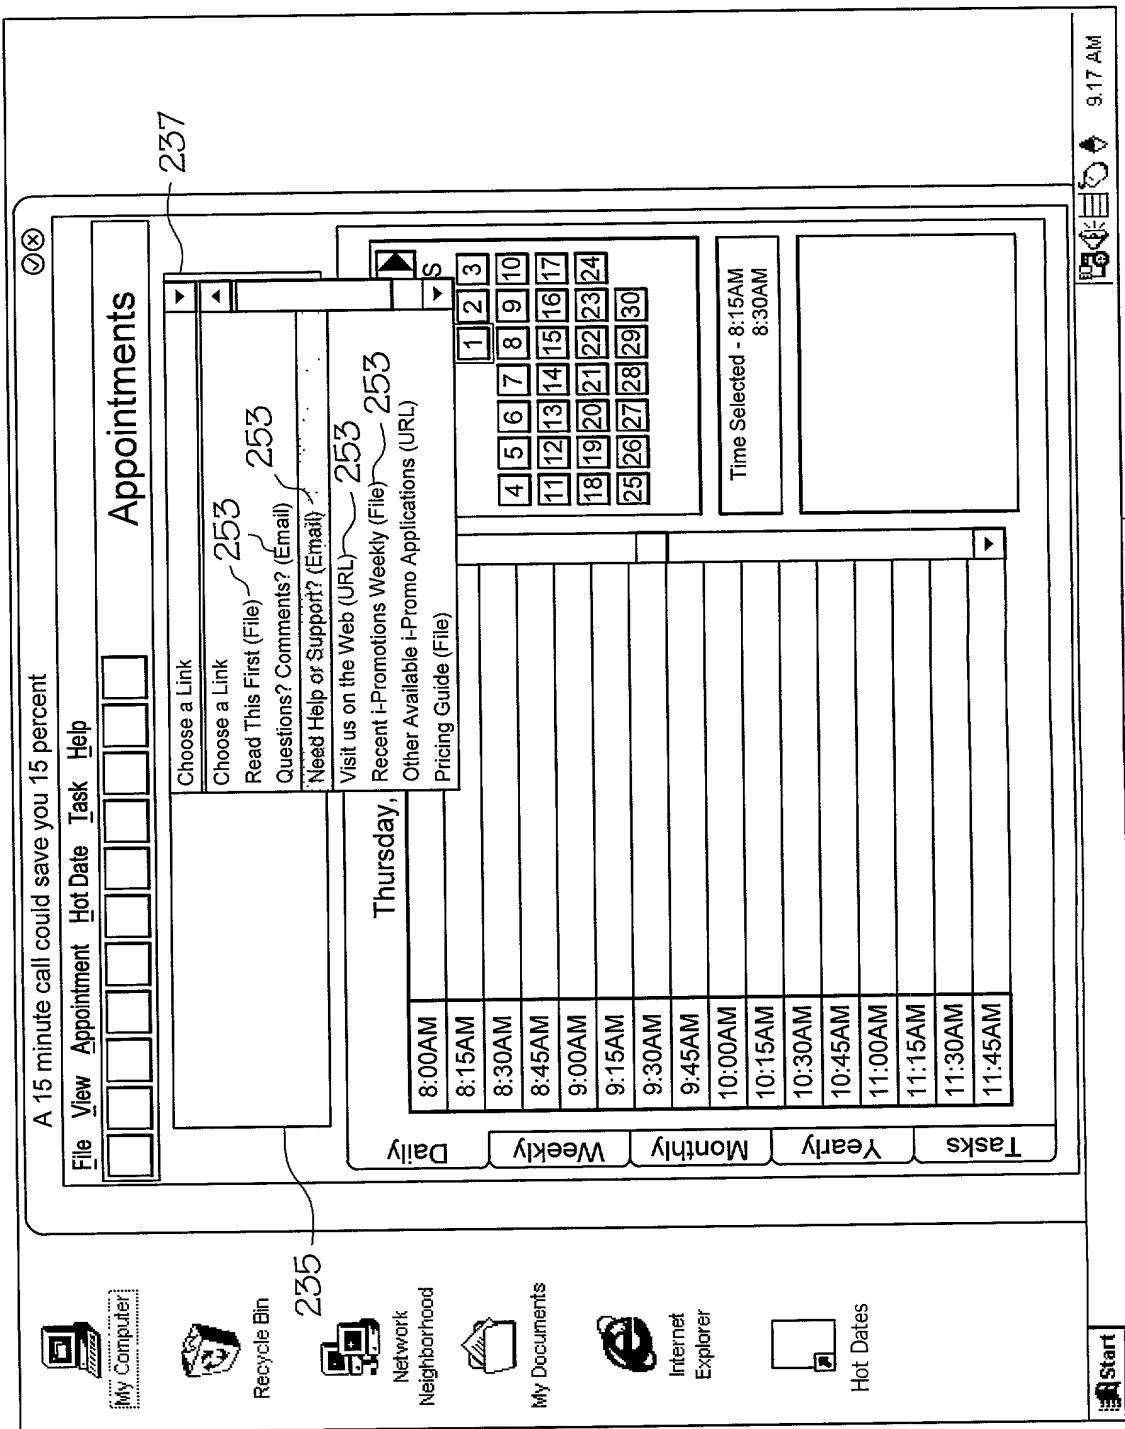 A 15 minute call could save you 15 percent
File View Appointment Hot Date Task Help
Appointments
237
Choose a Link
Choose a Link
Read This First (File) 253
Questions? Comments? (Email) 253
Need Help or Support? (Email) 253
Visit us on the Web (URL) 253
Recent i-Promotions Weekly (File) 253
Other Available i-Promo Applications (URL)
Pricing Guide (File)
235
Thursday,
S
1 2 3
4 5 6 7 8 9 10
11 12 13 14 15 16 17
18 19 20 21 22 23 24
25 26 27 28 29 30
Time Selected - 8:15AM
8:30AM
Daily
Weekly
Monthly
Yearly
Tasks
8:00AM
8:15AM
8:30AM
8:45AM
9:00AM
9:15AM
9:30AM
9:45AM
10:00AM
10:15AM
10:30AM
10:45AM
11:00AM
11:15AM
11:30AM
11:45AM
My Computer
Recycle Bin
Network
Neighborhood
My Documents
Internet
Explorer
Hot Dates
Start
9.17 AM